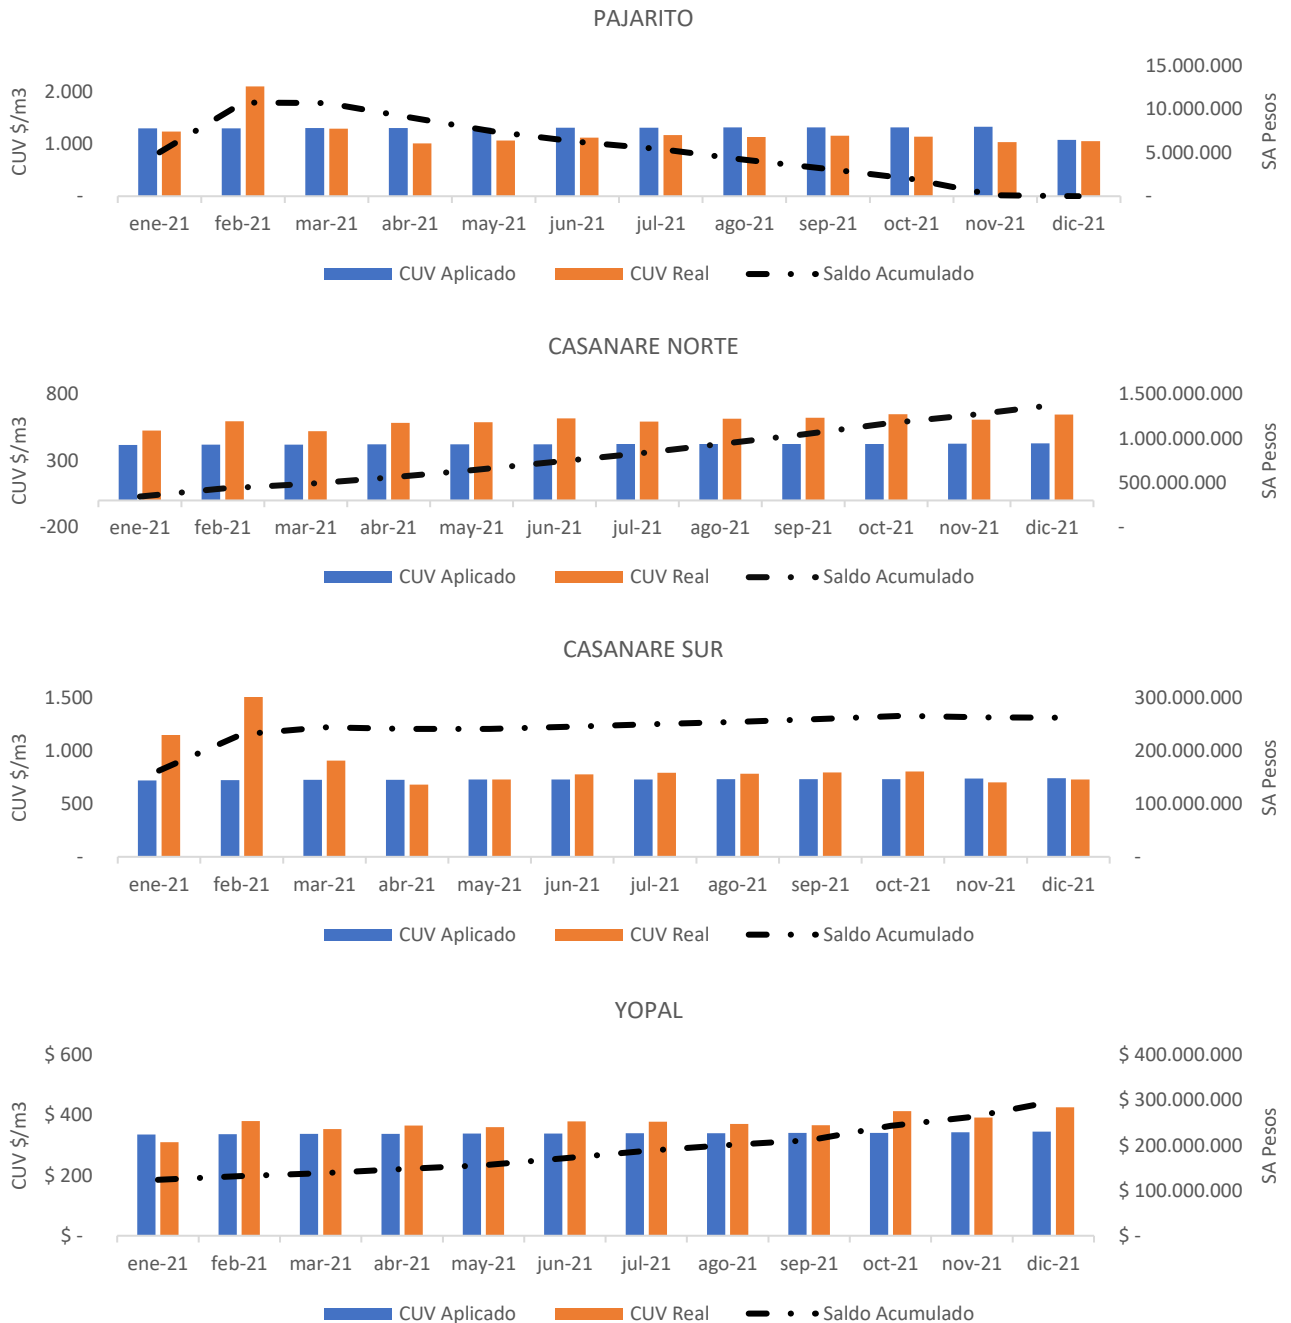 PAJARITO
CUV $/m3
2.000
1.000
-
15.000.000
10.000.000
5.000.000
-
SA Pesos
ene-21 feb-21 mar-21 abr-21 may-21 jun-21 jul-21 ago-21 sep-21 oct-21 nov-21 dic-21
CUV Aplicado CUV Real Saldo Acumulado
CASANARE NORTE
CUV $/m3
800
300
-200
1.500.000.000
1.000.000.000
500.000.000
-
SA Pesos
ene-21 feb-21 mar-21 abr-21 may-21 jun-21 jul-21 ago-21 sep-21 oct-21 nov-21 dic-21
CUV Aplicado CUV Real Saldo Acumulado
CASANARE SUR
CUV $/m3
1.500
1.000
500
-
300.000.000
200.000.000
100.000.000
-
SA Pesos
ene-21 feb-21 mar-21 abr-21 may-21 jun-21 jul-21 ago-21 sep-21 oct-21 nov-21 dic-21
CUV Aplicado CUV Real Saldo Acumulado
YOPAL
CUV $/m3
$ 600
$ 400
$ 200
$ -
$ 400.000.000
$ 300.000.000
$ 200.000.000
$ 100.000.000
$ -
SA Pesos
ene-21 feb-21 mar-21 abr-21 may-21 jun-21 jul-21 ago-21 sep-21 oct-21 nov-21 dic-21
CUV Aplicado CUV Real Saldo Acumulado